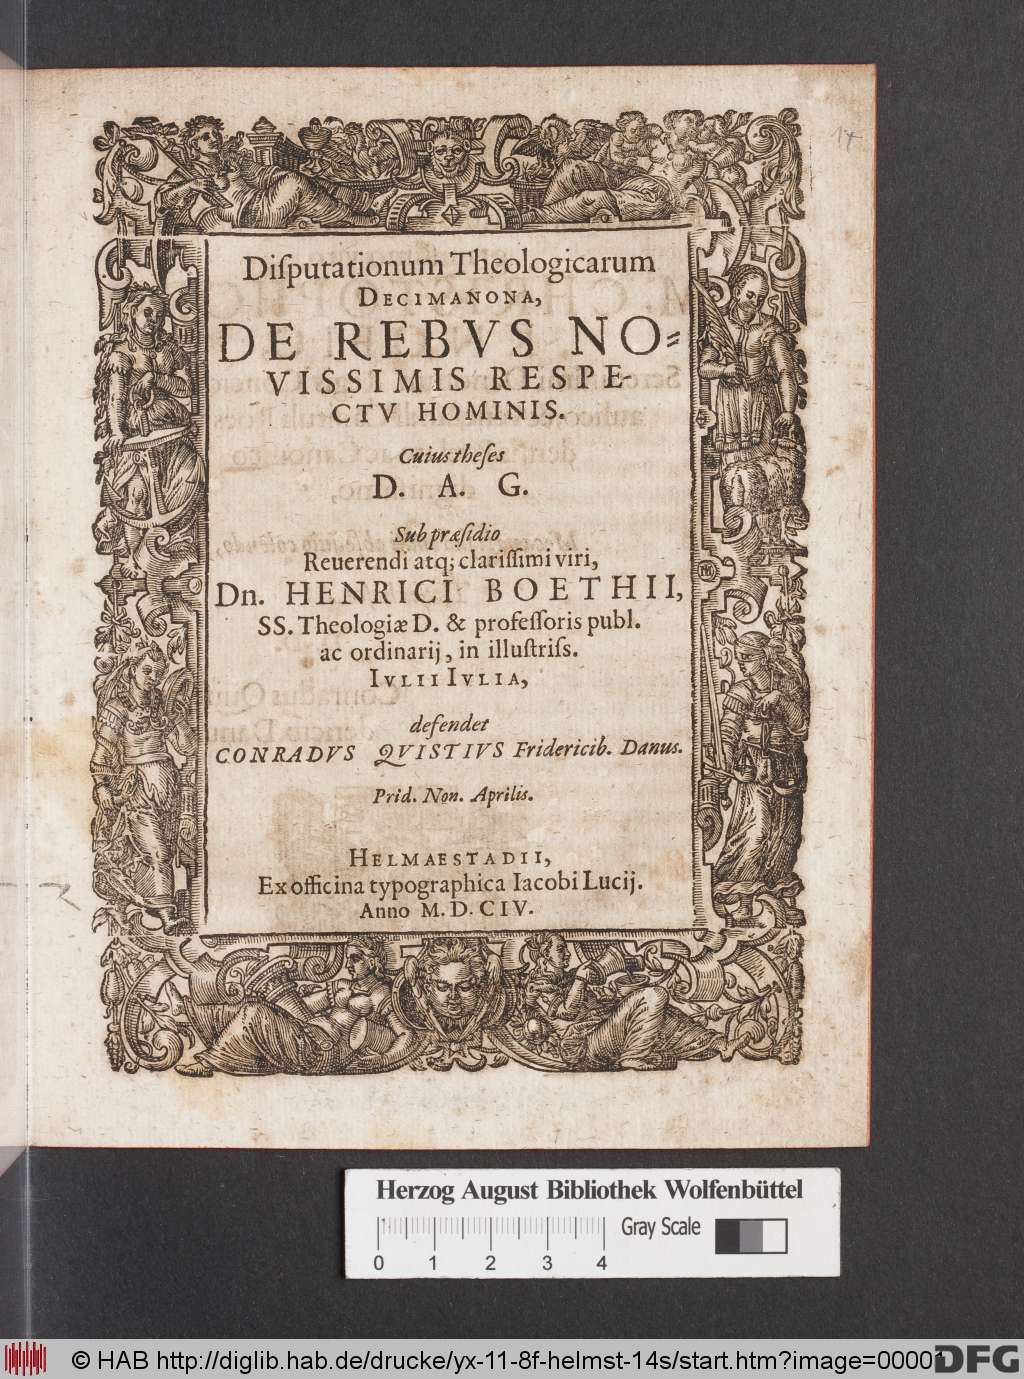 14
Diſputationum Theologicarum
DECIMANONA,
DE REBVS NO-
VISSIMIS RESPE-
CTV HOMINIS.
Cuius theſes
D. A. G.
Sub præſidio
Reuerendi atq; clariſſimi viri,
Dn. HENRICI BOETHII,
SS. Theologiæ D. & profeſſoris publ.
ac ordinarij, in illuſtriſs.
IVLII IVLIA,
defendet
CONRADVS QVISTIVS Fridericib. Danus.
Prid. Non. Aprilis.
HELMAESTADII,
Ex officina typographica Iacobi Lucij.
Anno M. D. CIV.
Herzog August Bibliothek Wolfenbüttel
Gray Scale
0 1 2 3 4
© HAB http://diglib.hab.de/drucke/yx-11-8f-helmst-14s/start.htm?image=00001
DFG